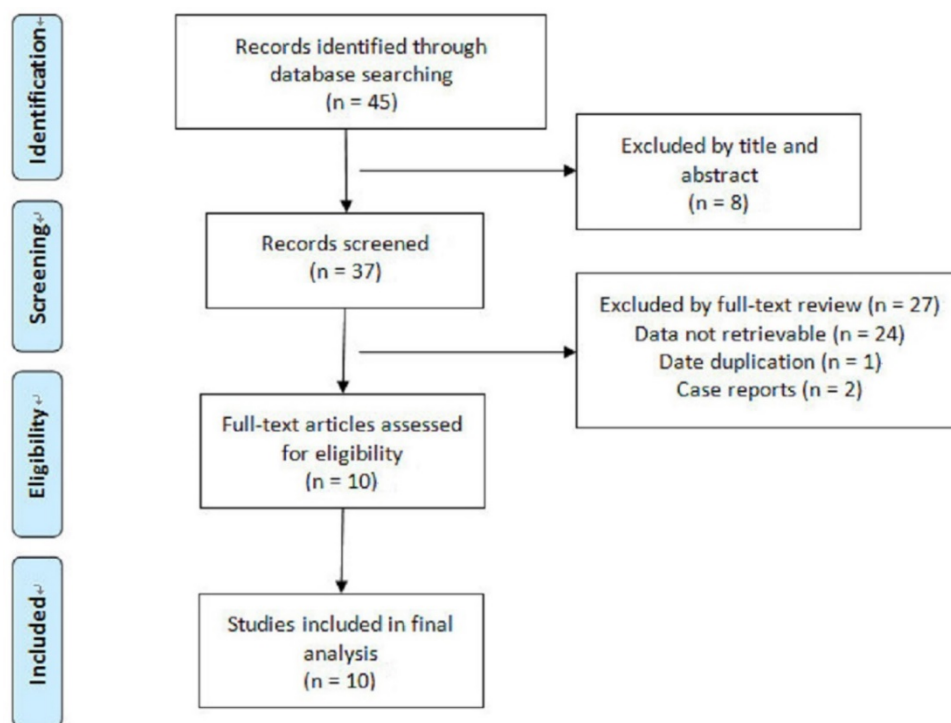 Identification
Records identified through
database searching
(n = 45)
Excluded by title and
abstract
(n = 8)
Screening
Records screened
(n = 37)
Excluded by full-text review (n = 27)
Data not retrievable (n = 24)
Date duplication (n = 1)
Case reports (n = 2)
Eligibility
Full-text articles assessed
for eligibility
(n = 10)
Included
Studies included in final
analysis
(n = 10)